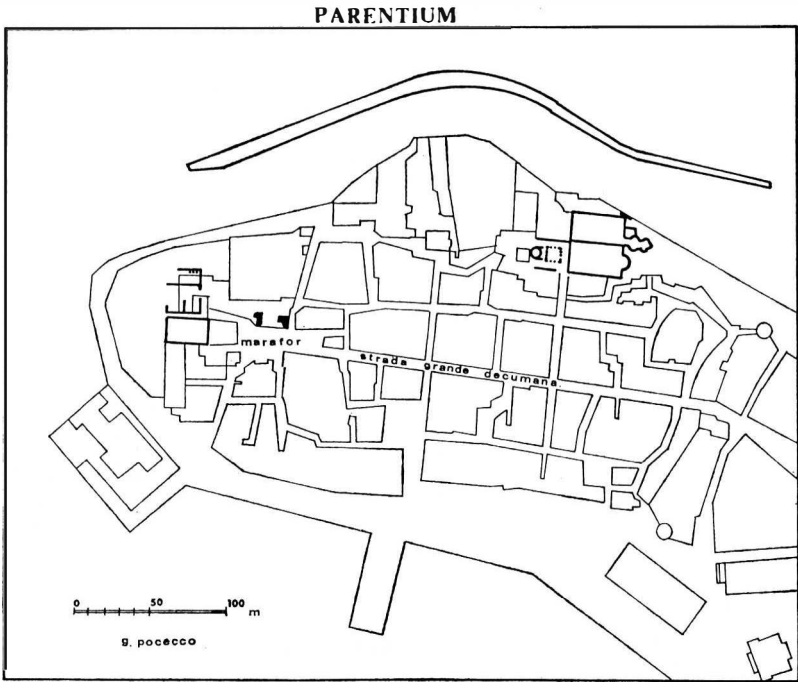 PARENTIUM
marafor
strada grande decumana.
0 50 100 m
g. pocecco